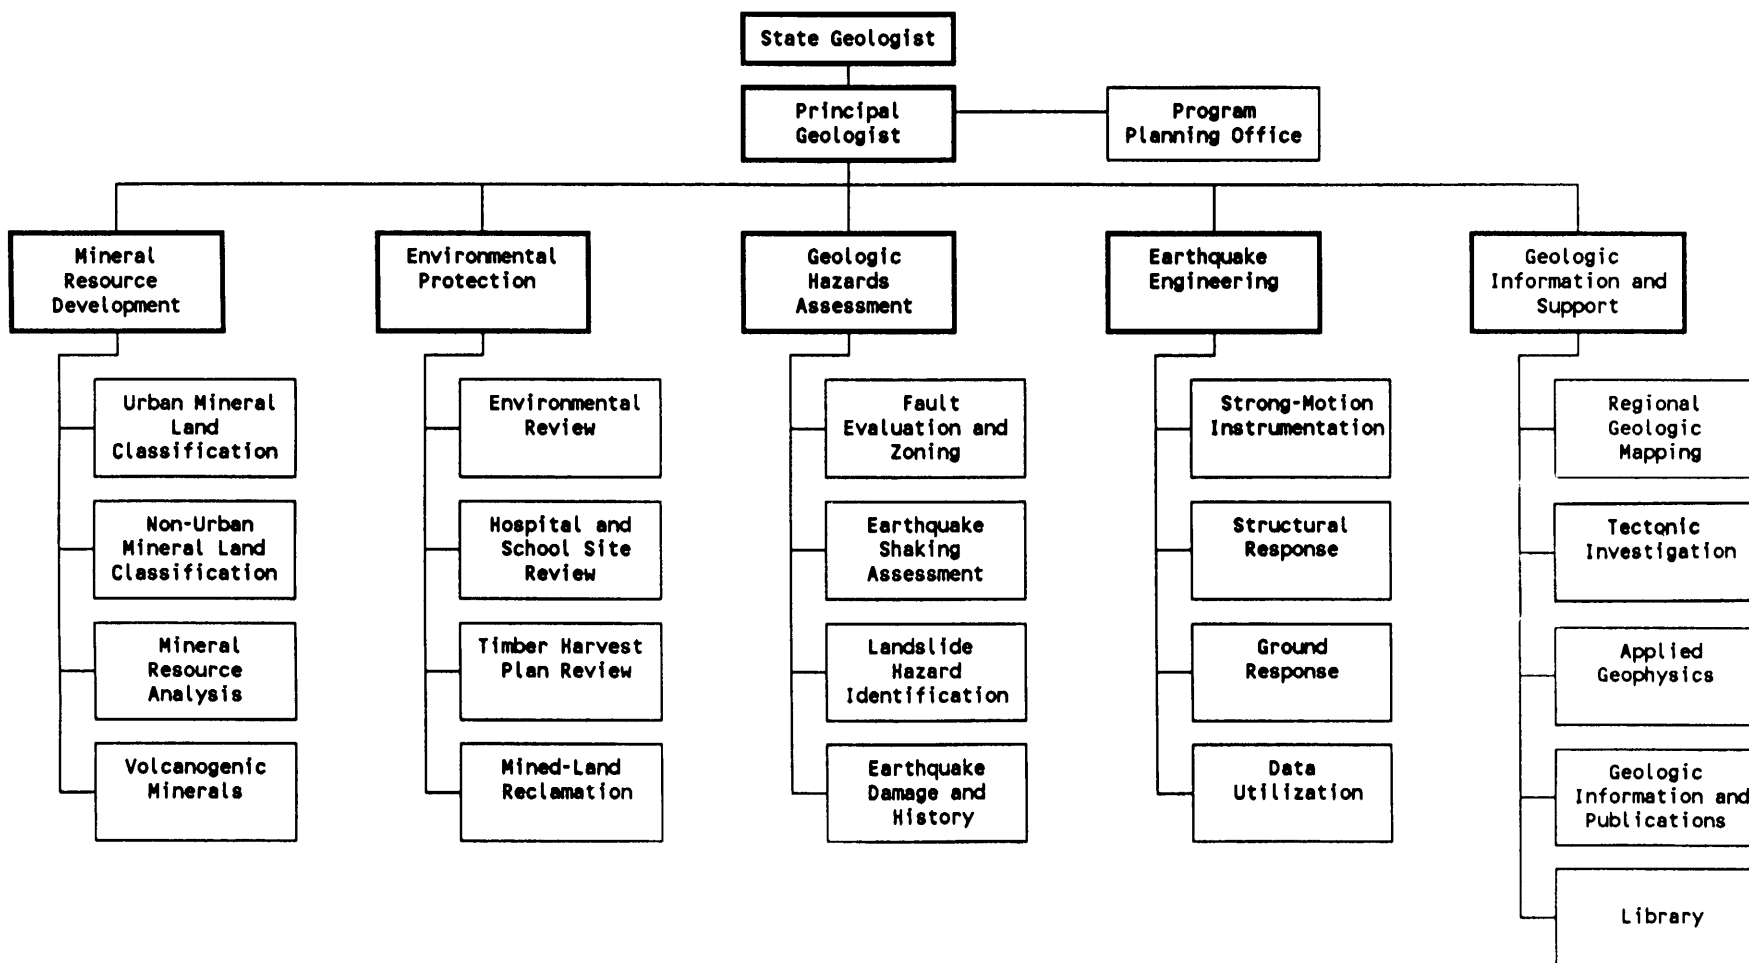 State Geologist
Principal
Geologist
Program
Planning Office
Mineral
Resource
Development
Environmental
Protection
Geologic
Hazards
Assessment
Earthquake
Engineering
Geologic
Information and
Support
Urban Mineral
Land
Classification
Non-Urban
Mineral Land
Classification
Mineral
Resource
Analysis
Volcanogenic
Minerals
Environmental
Review
Hospital and
School Site
Review
Timber Harvest
Plan Review
Mined-Land
Reclamation
Fault
Evaluation and
Zoning
Earthquake
Shaking
Assessment
Landslide
Hazard
Identification
Earthquake
Damage and
History
Strong-Motion
Instrumentation
Structural
Response
Ground
Response
Data
Utilization
Regional
Geologic
Mapping
Tectonic
Investigation
Applied
Geophysics
Geologic
Information and
Publications
Library